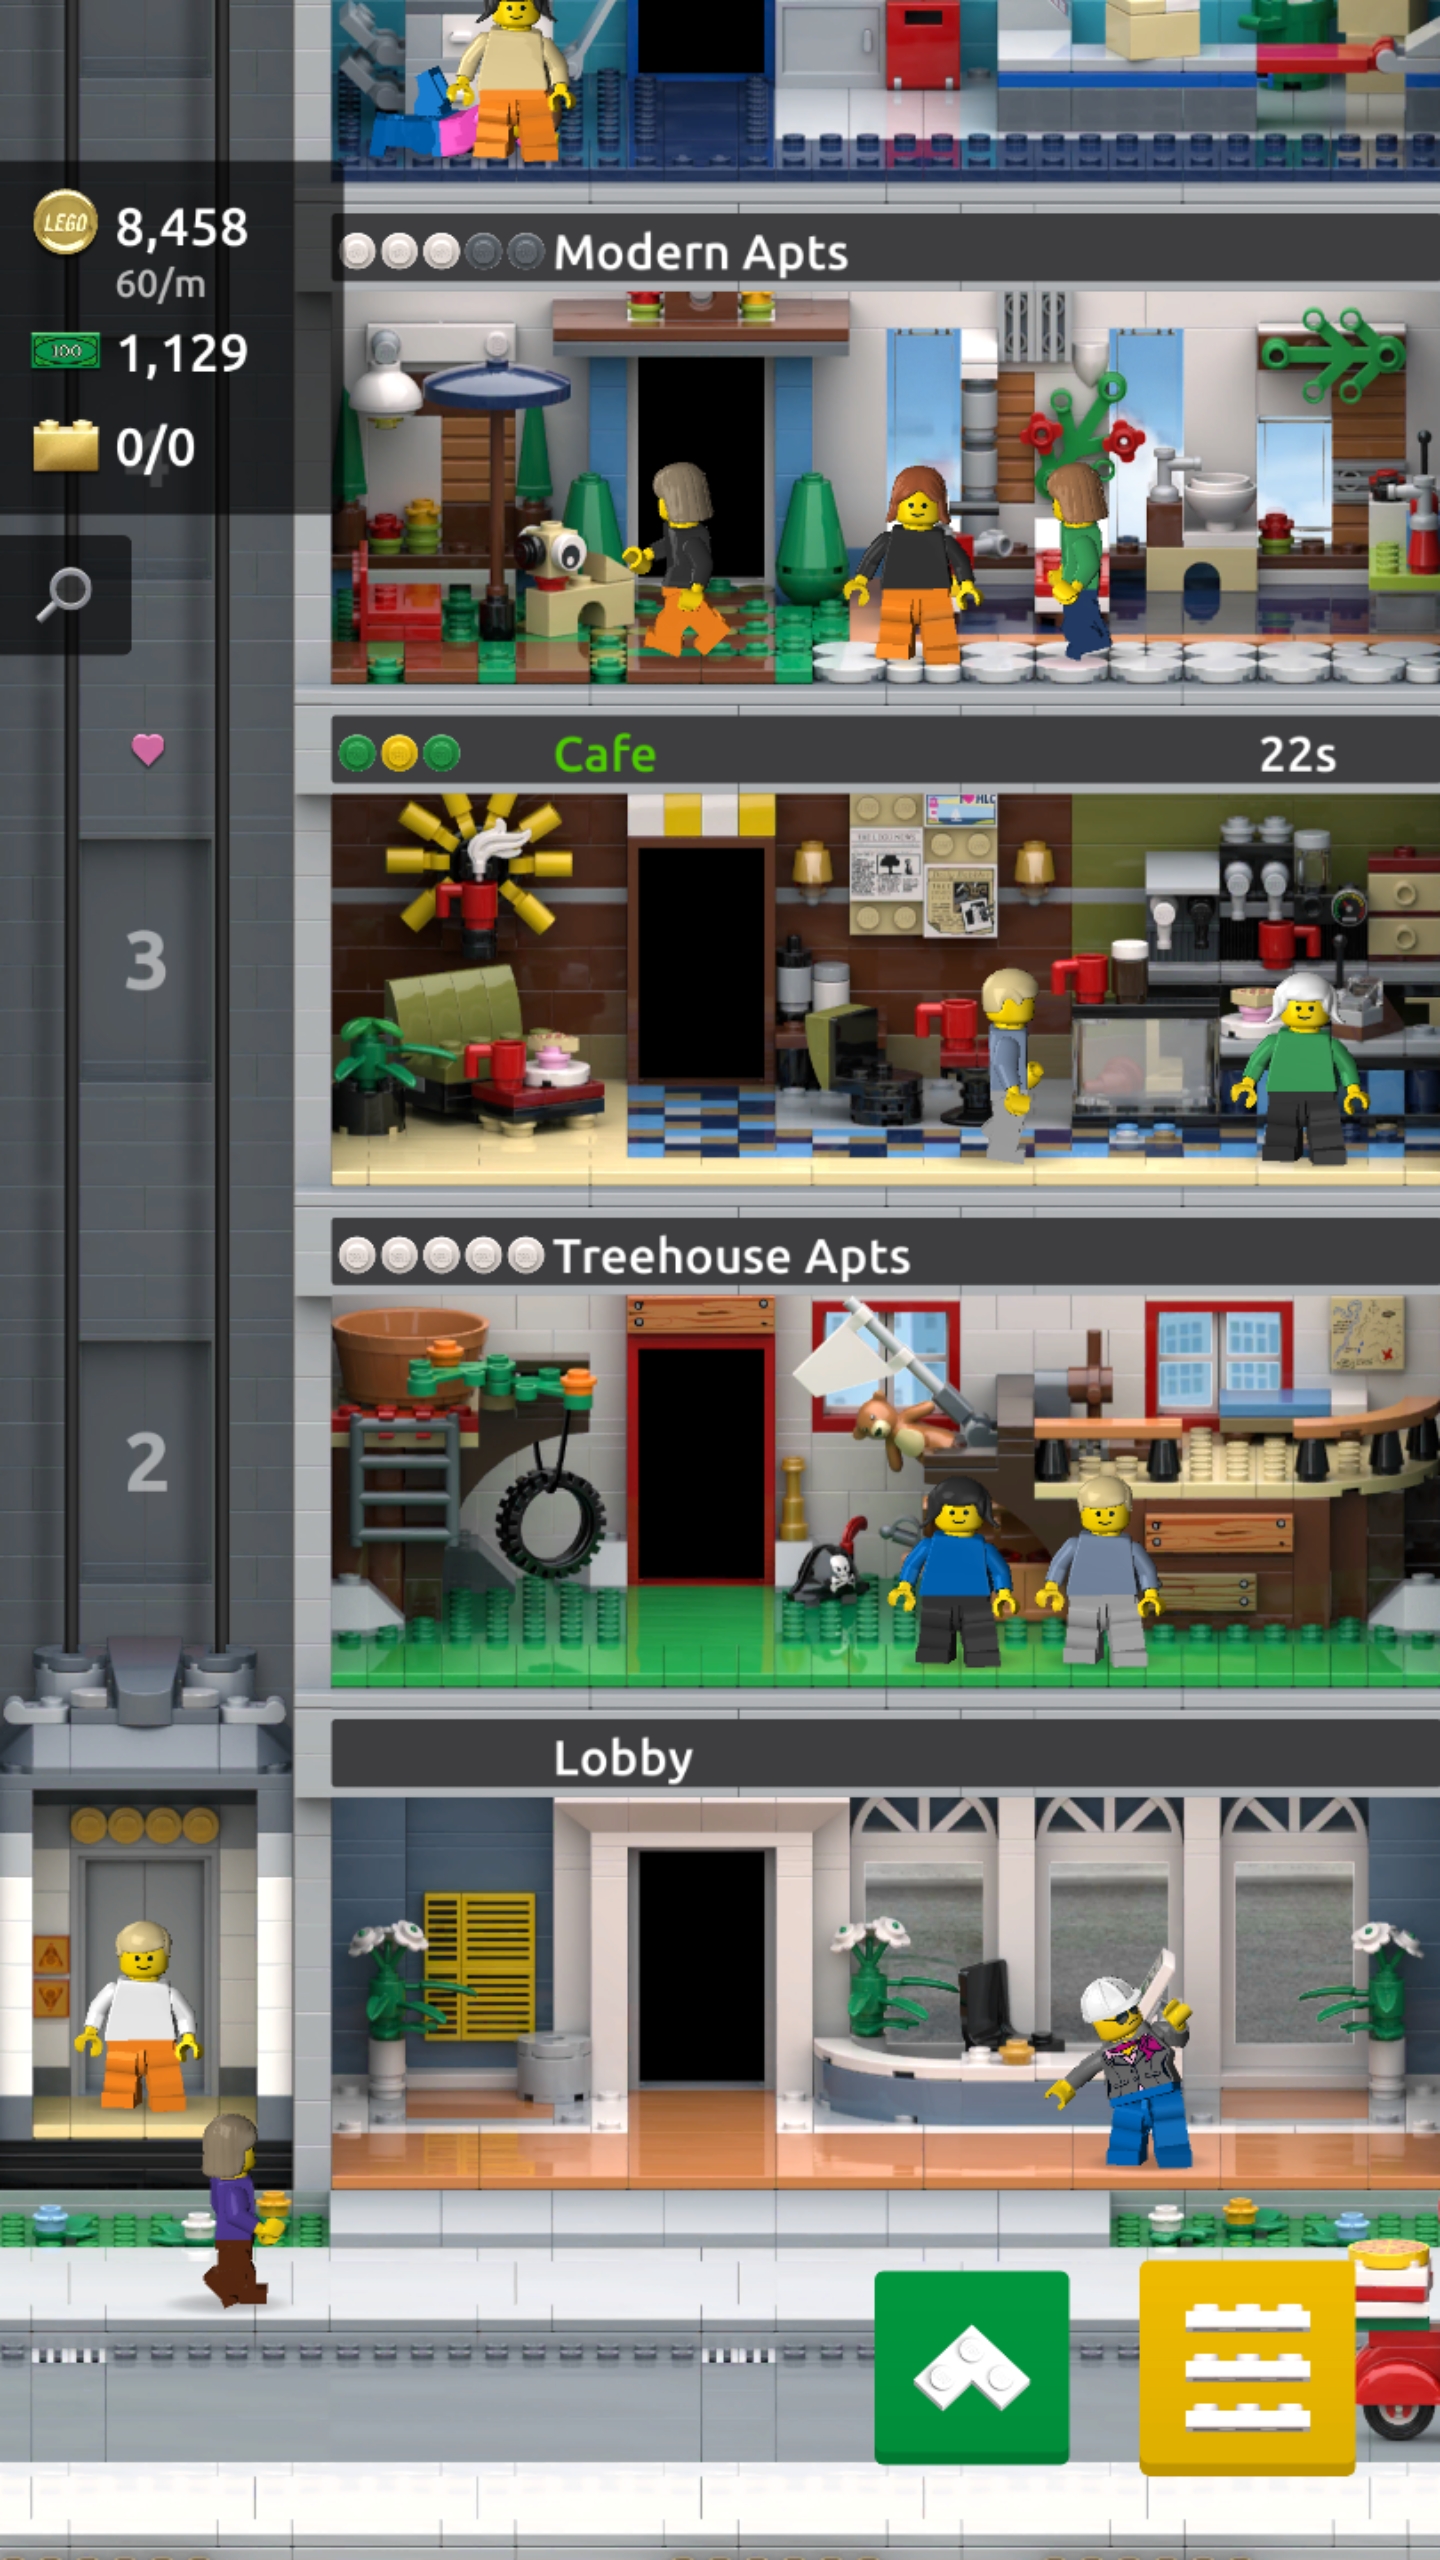 LEGO 8,458
60/m
100 1,129
0/0
Modern Apts
Cafe 22s
3
Treehouse Apts
2
Lobby